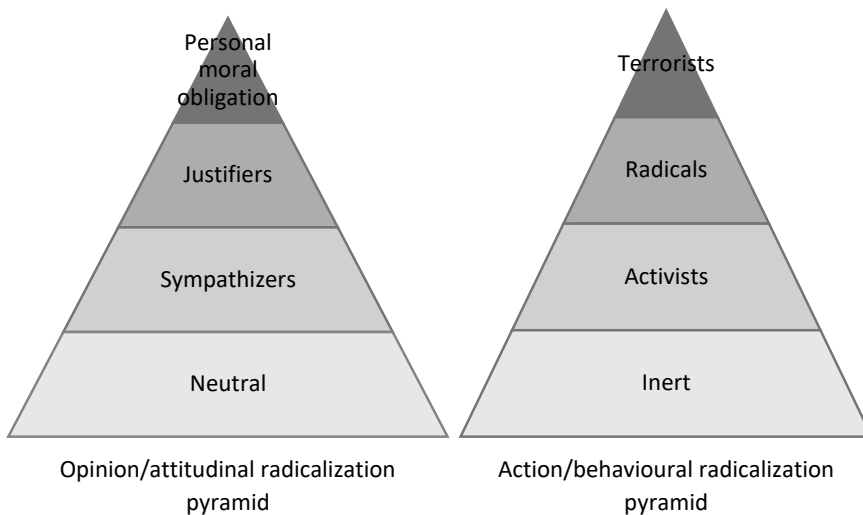 Personal
moral
obligation
Justifiers
Sympathizers
Neutral
Opinion/attitudinal radicalization
pyramid
Terrorists
Radicals
Activists
Inert
Action/behavioural radicalization
pyramid